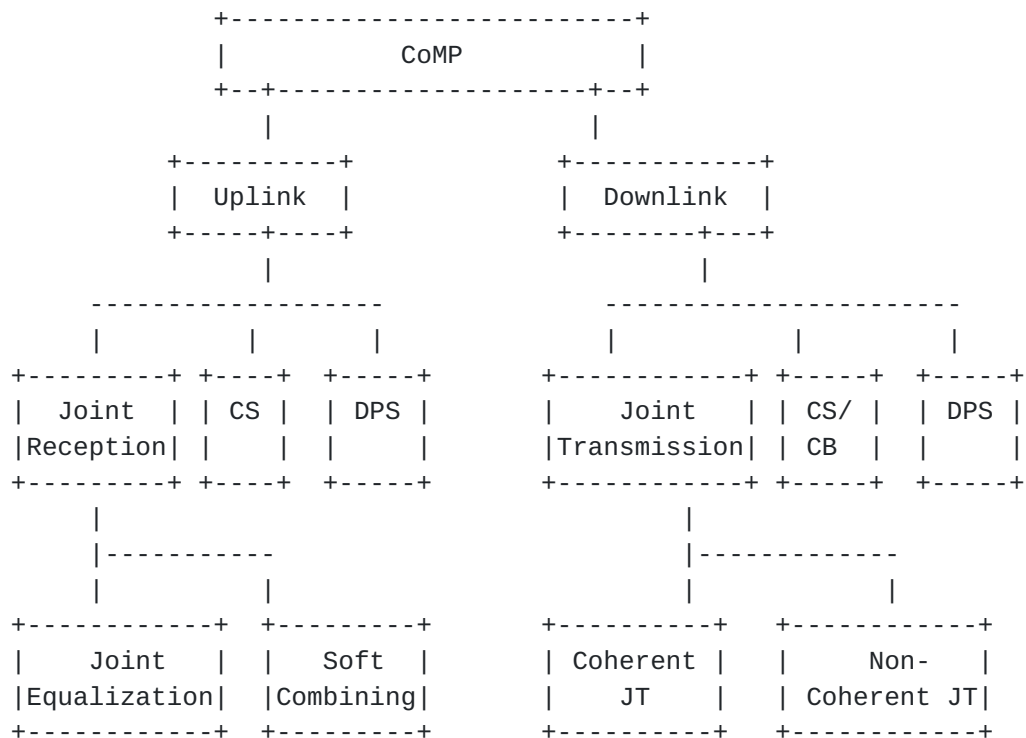 CoMP
Uplink Downlink
Joint CS DPS Joint CS/ DPS
Reception Transmission CB
Joint Soft Coherent Non-
Equalization Combining JT Coherent JT